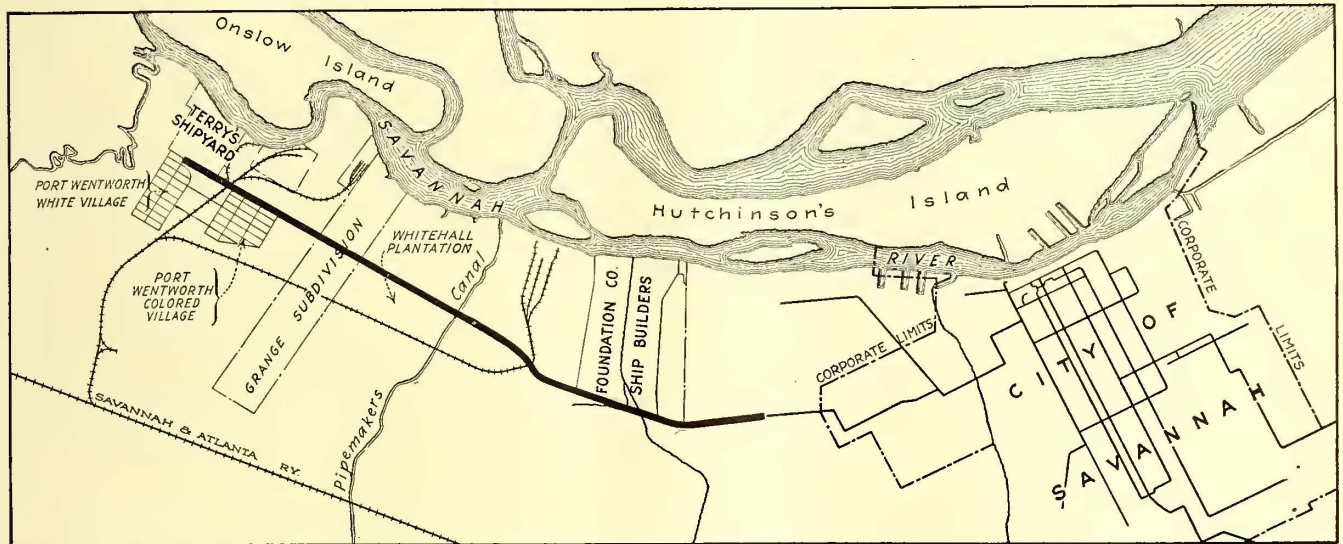 Onslow
Island
TERRY'S
SHIPYARD
PORT WENTWORTH
WHITE VILLAGE
PORT
WENTWORTH
COLORED
VILLAGE
GRANGE SUBDIVISION
WHITEHALL
PLANTATION
SAVANNAH
RIVER
Hutchinson's Island
Pipemakers Canal
SAVANNAH & ATLANTA RY.
FOUNDATION CO.
SHIP BUILDERS
CORPORATE LIMITS
CORPORATE
LIMITS
CITY OF
SAVANNAH